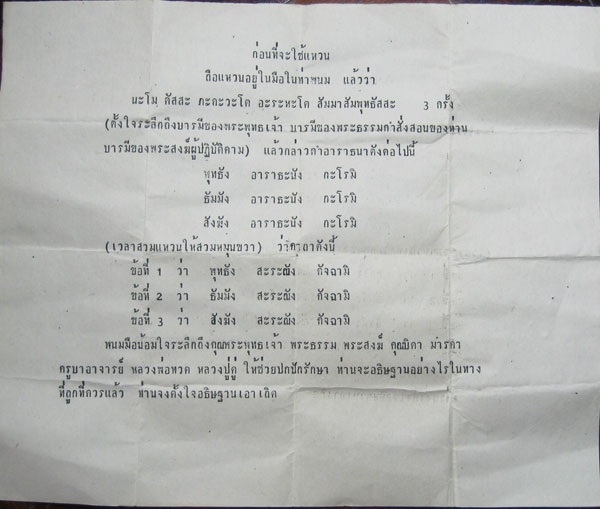 ก่อนที่จะใช้แหวน
ถือแหวนอยู่ในมือในท่าพนม แล้วว่า
นะโม ตัสสะ ภะคะวะโต อะระหะโต สัมมาสัมพุทธัสสะ 3 ครั้ง
(ตั้งใจระลึกถึงบารมีของพระพุทธเจ้า บารมีของพระธรรมคำสั่งสอนของท่าน
บารมีของพระสงฆ์ผู้ปฏิบัติตาม) แล้วกล่าวคำอาราธนาดังต่อไปนี้
พุทธัง อาราธะนัง กะโรมิ
ธัมมัง อาราธะนัง กะโรมิ
สังฆัง อาราธะนัง กะโรมิ
(เวลาสวมแหวนให้สวมหมุนขวา) ว่าคาถาดังนี้
ข้อที่ 1 ว่า พุทธัง สะระณัง คัจฉามิ
ข้อที่ 2 ว่า ธัมมัง สะระณัง คัจฉามิ
ข้อที่ 3 ว่า สังฆัง สะระณัง คัจฉามิ
พนมมือน้อมใจระลึกถึงคุณพระพุทธเจ้า พระธรรม พระสงฆ์ คุณบิดา มารดา
ครูบาอาจารย์ หลวงพ่อทวด หลวงปู่ดู่ ให้ช่วยปกปักรักษา ท่านจะอธิษฐานอย่างไรในทาง
ที่ถูกที่ควรแล้ว ท่านจงตั้งใจอธิษฐานเอาเถิด